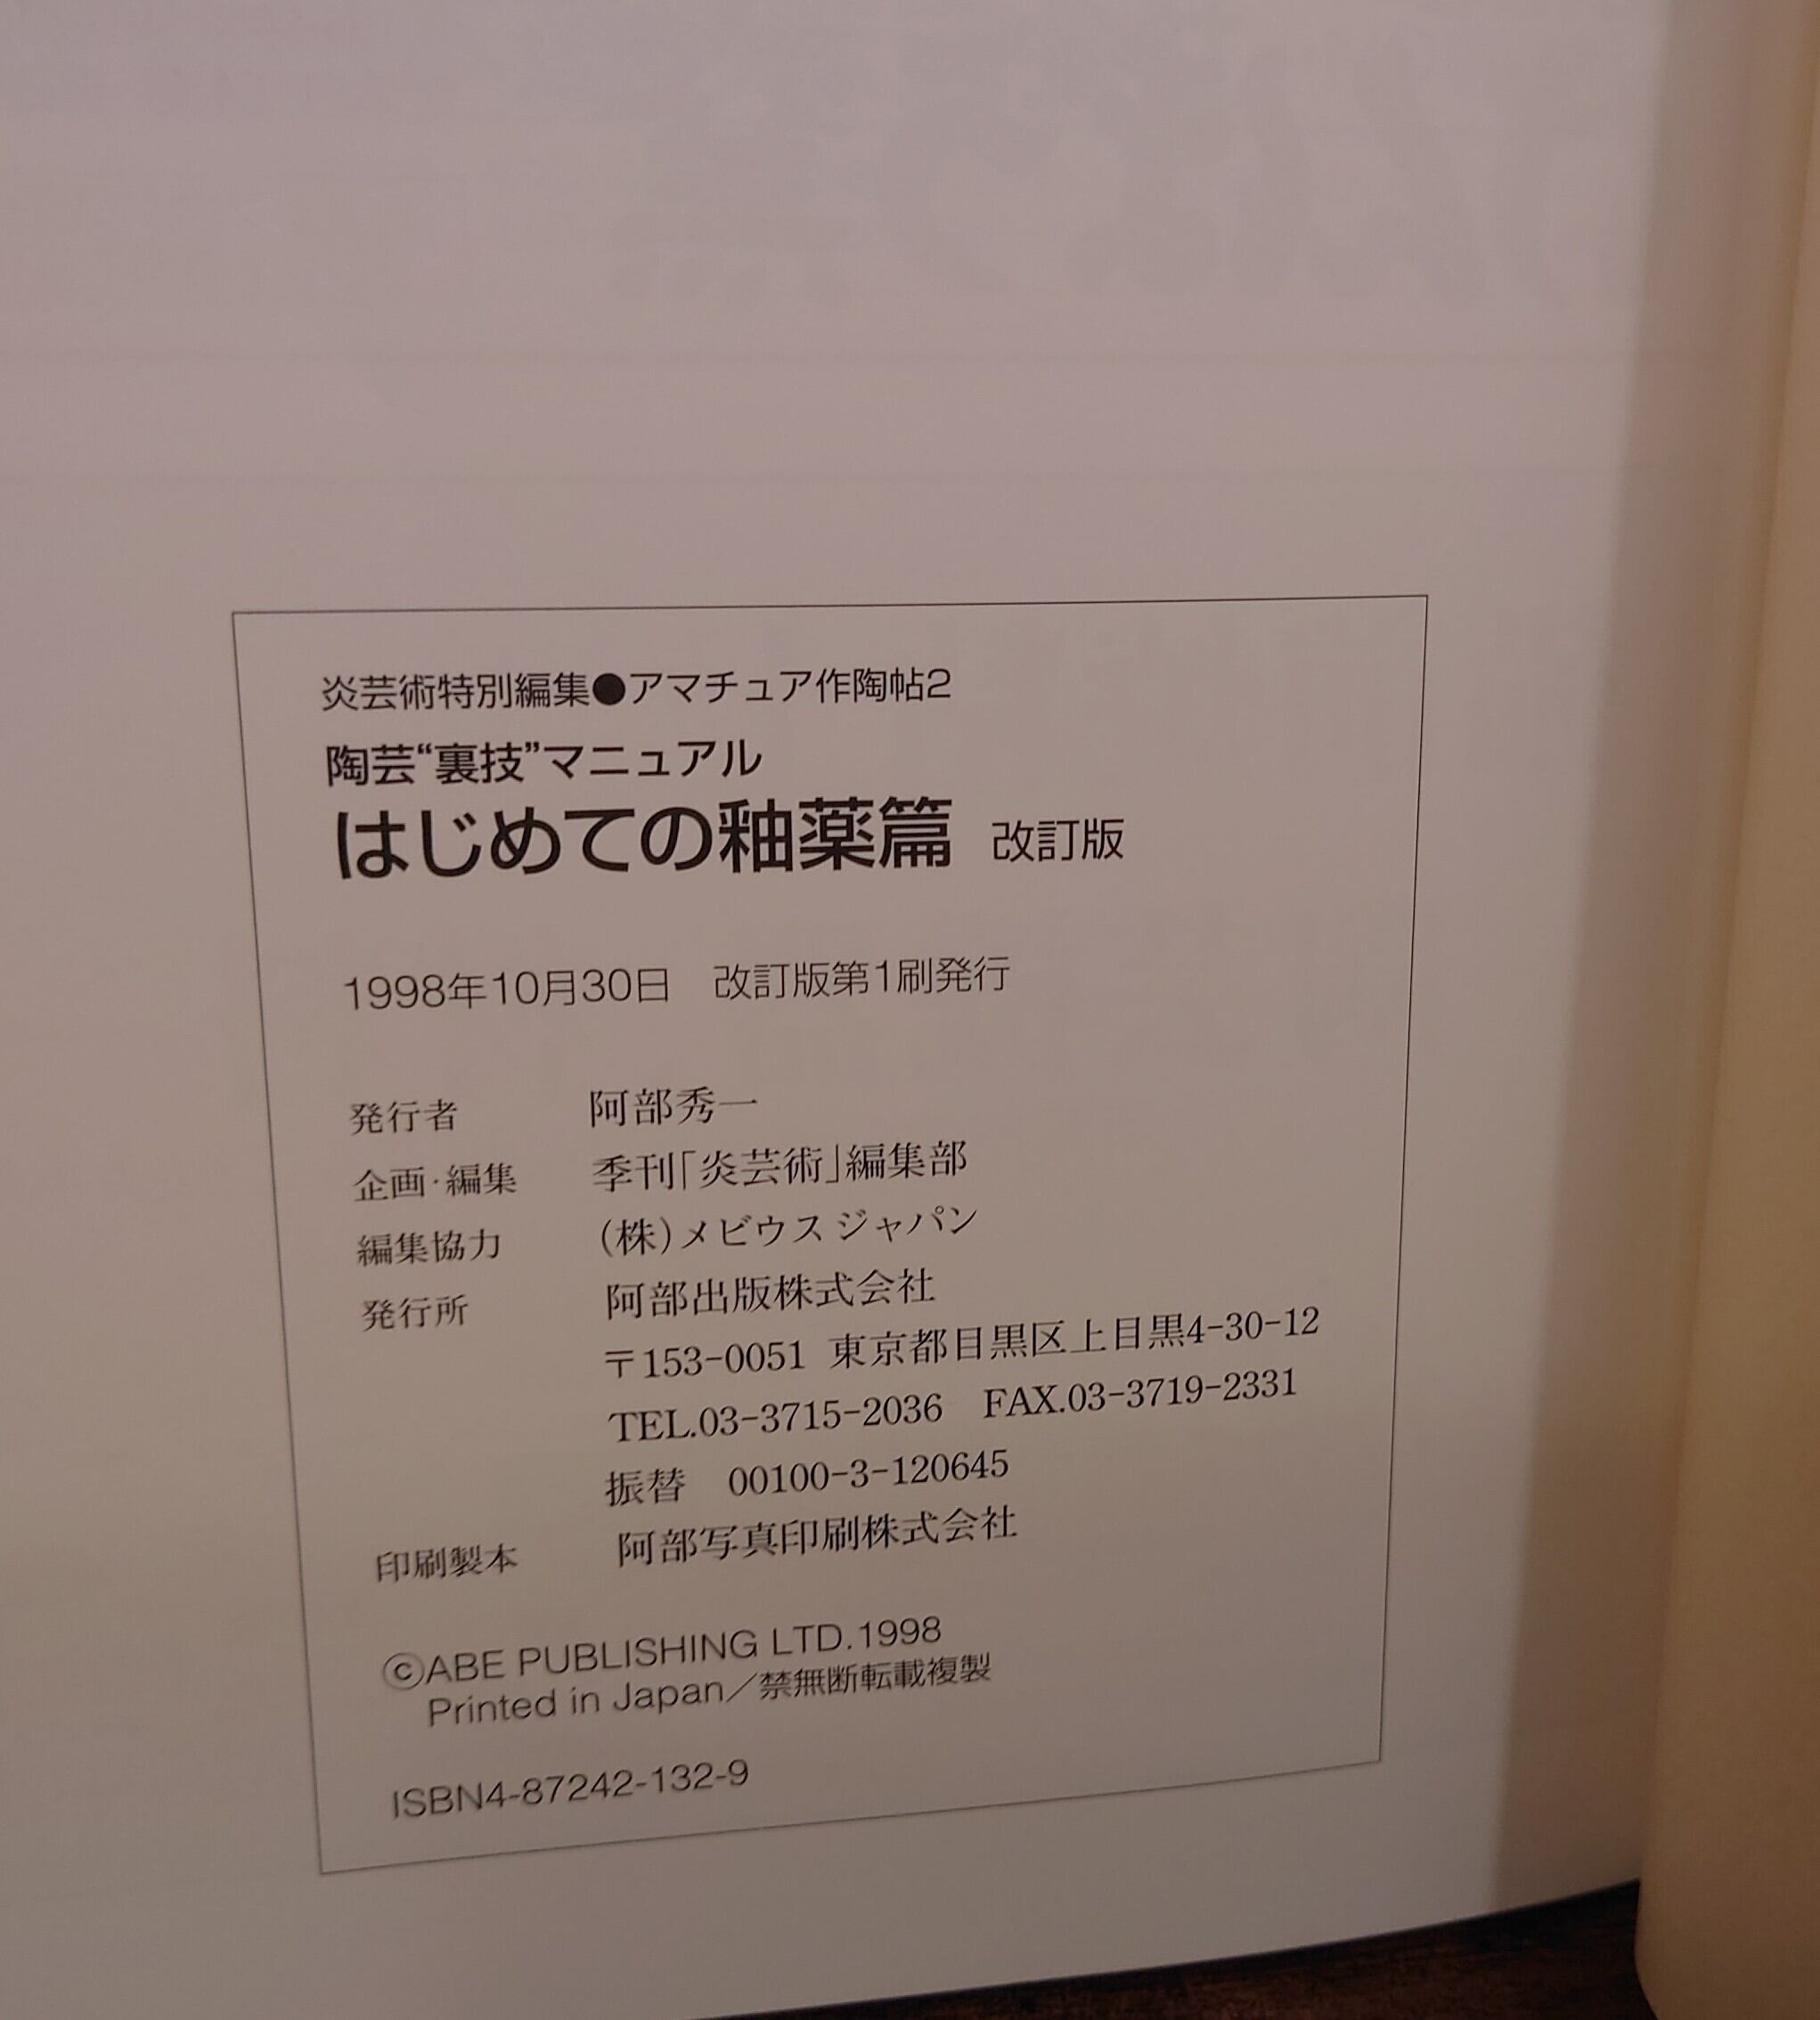 炎芸術特別編集●アマチュア作陶帖2
陶芸“裏技”マニュアル
はじめての釉薬篇 改訂版
1998年10月30日 改訂版第1刷発行
発行者 阿部秀一
企画・編集 季刊「炎芸術」編集部
編集協力 (株)メビウス ジャパン
発行所 阿部出版株式会社
〒153-0051 東京都目黒区上目黒4-30-12
TEL.03-3715-2036 FAX.03-3719-2331
振替 00100-3-120645
印刷製本 阿部写真印刷株式会社
©ABE PUBLISHING LTD.1998
Printed in Japan／禁無断転載複製
ISBN4-87242-132-9